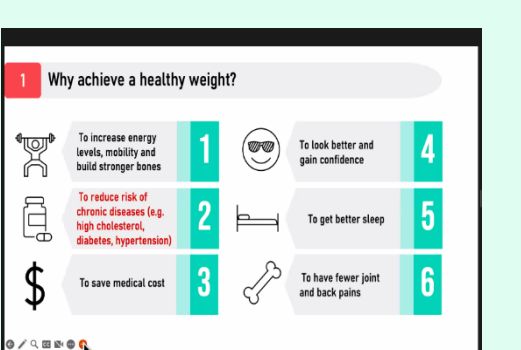 1 Why achieve a healthy weight?
To increase energy
levels, mobility and
build stronger bones
1
To reduce risk of
chronic diseases (e.g.
high cholesterol,
diabetes, hypertension)
2
$
To save medical cost
3
To look better and
gain confidence
4
To get better sleep
5
To have fewer joint
and back pains
6